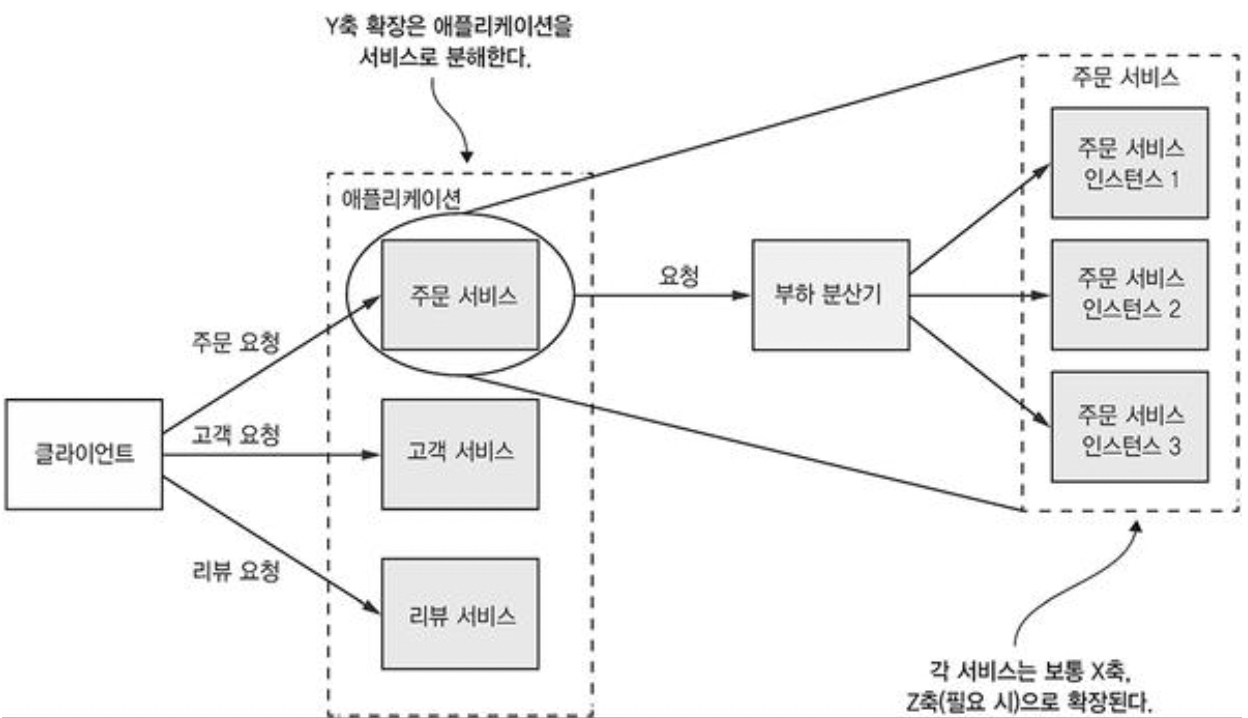 Y축 확장은 애플리케이션을
서비스로 분해한다.
애플리케이션
주문 서비스
고객 서비스
리뷰 서비스
클라이언트
주문 요청
고객 요청
리뷰 요청
요청
부하 분산기
주문 서비스
주문 서비스
인스턴스 1
주문 서비스
인스턴스 2
주문 서비스
인스턴스 3
각 서비스는 보통 X축,
Z축(필요 시)으로 확장된다.